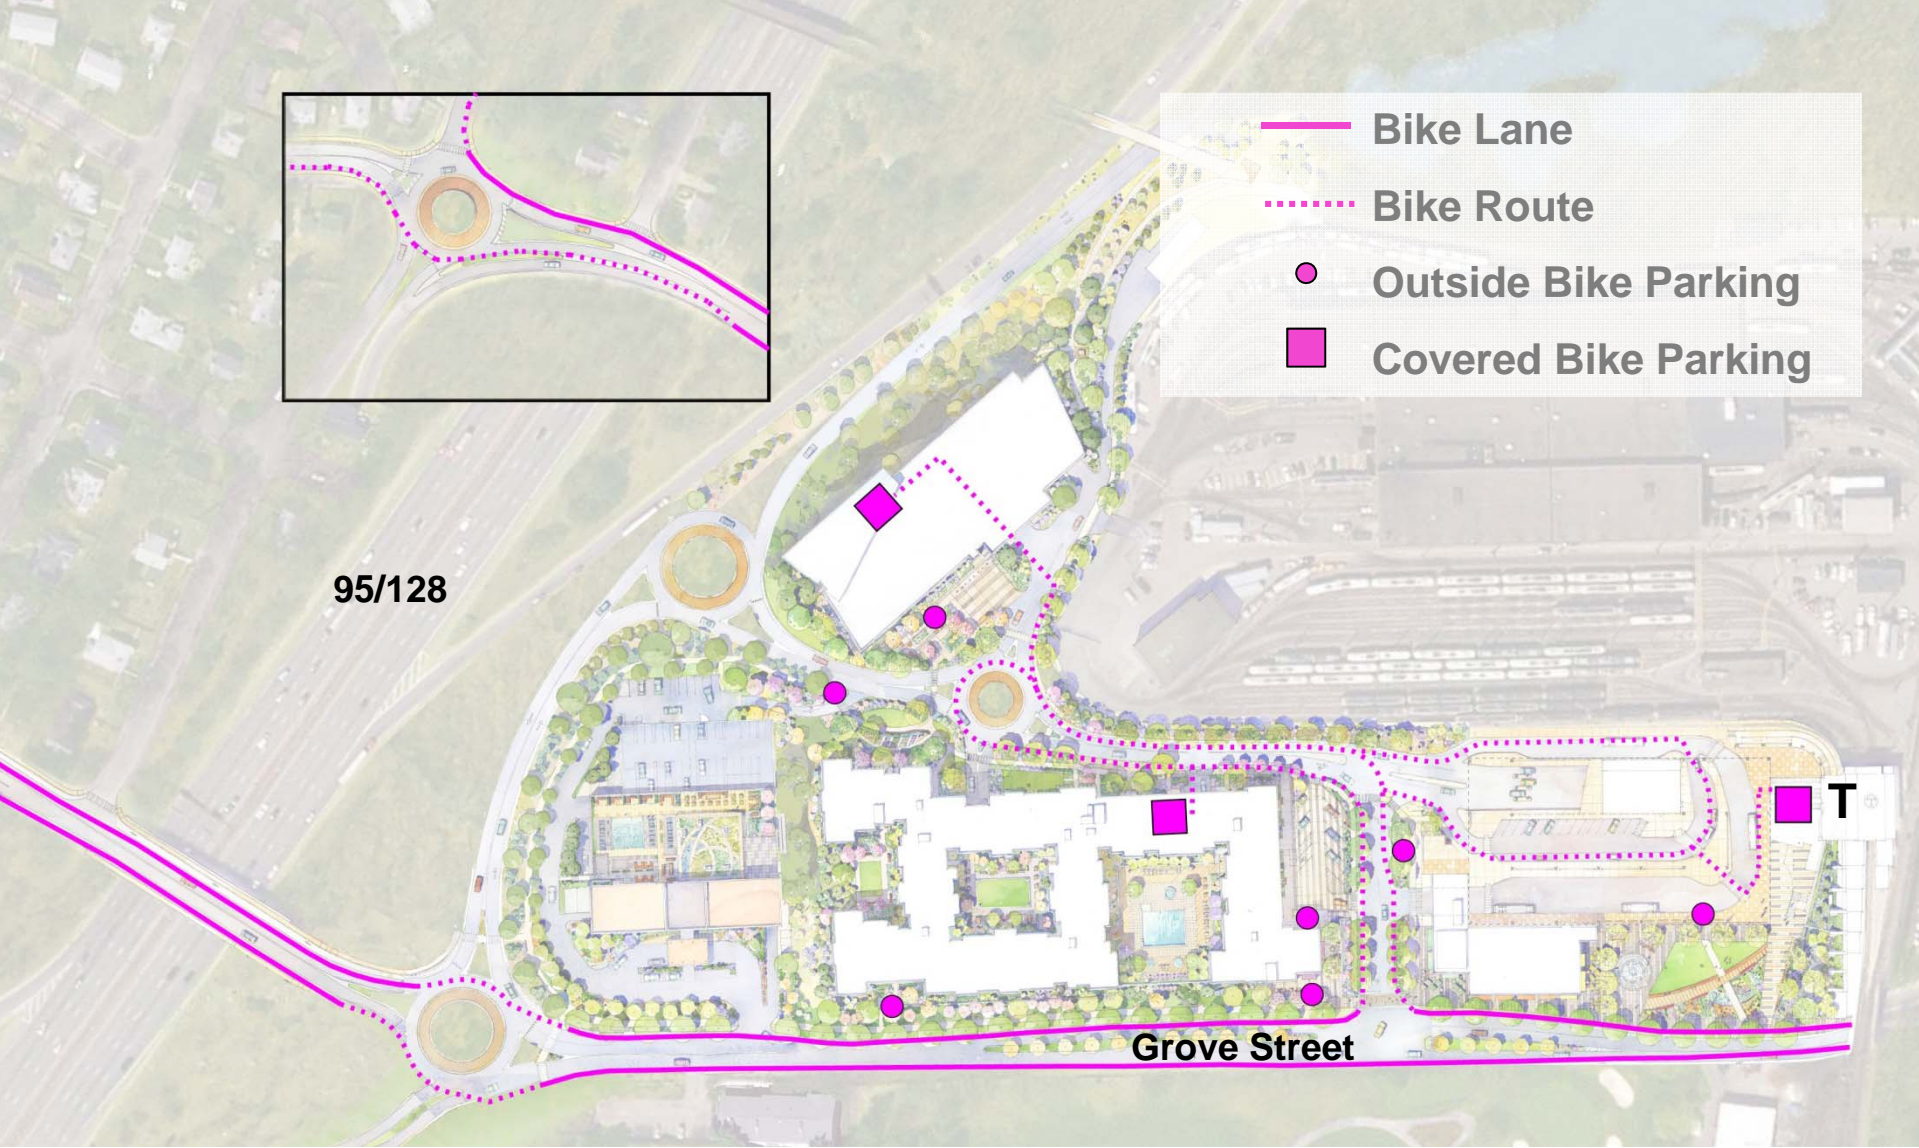 Bike Lane
Bike Route
Outside Bike Parking
Covered Bike Parking
95/128
T
Grove Street